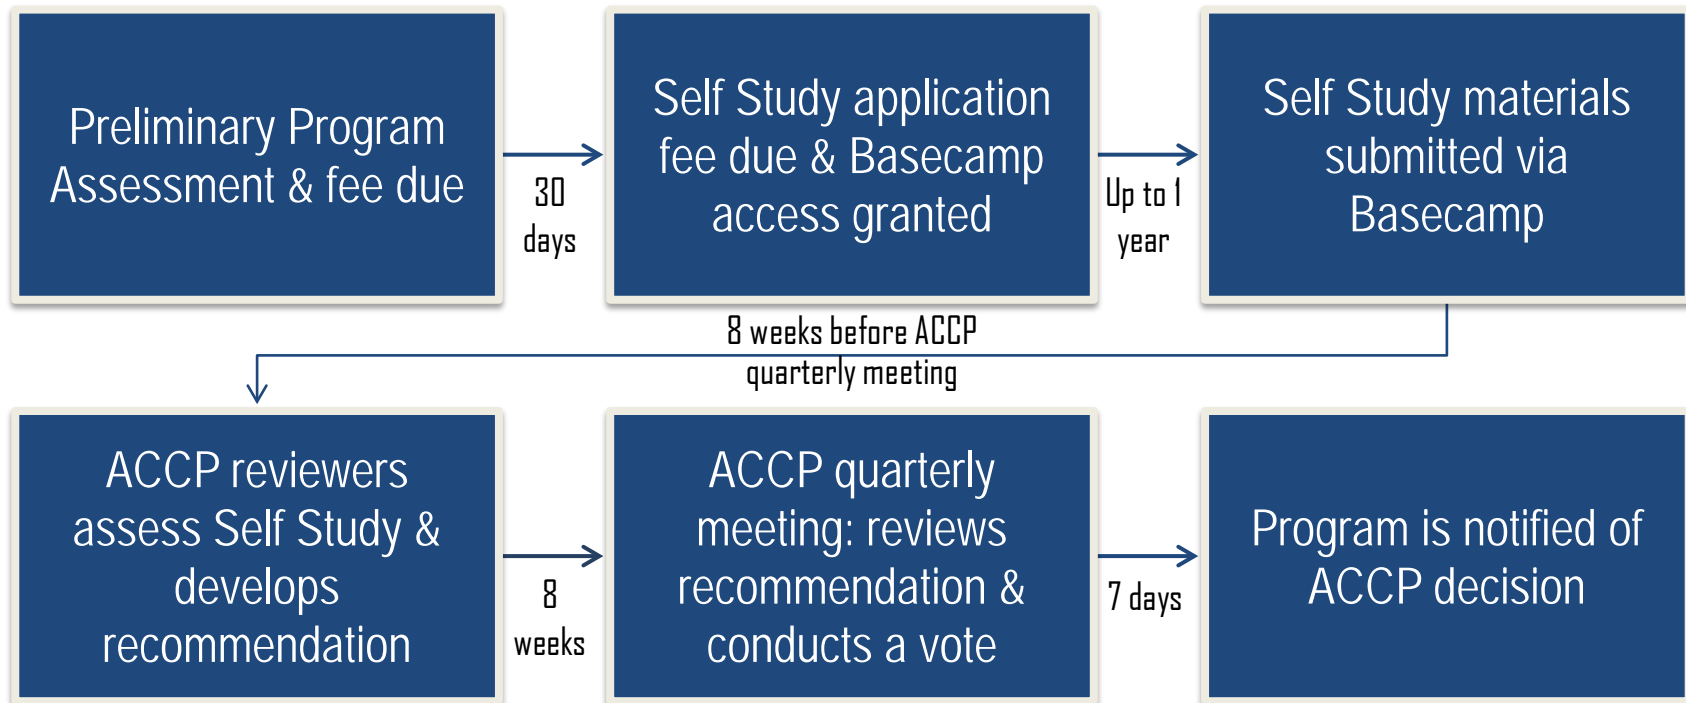 Preliminary Program
Assessment & fee due
30
days
Self Study application
fee due & Basecamp
access granted
Up to 1
year
Self Study materials
submitted via
Basecamp
8 weeks before ACCP
quarterly meeting
ACCP reviewers
assess Self Study &
develops
recommendation
8
weeks
ACCP quarterly
meeting: reviews
recommendation &
conducts a vote
7 days
Program is notified of
ACCP decision